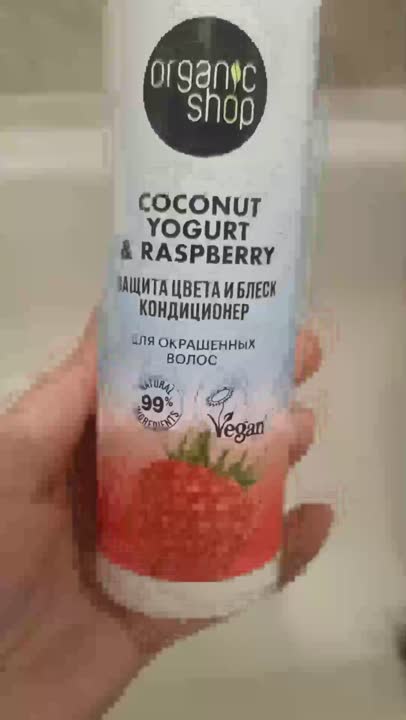 organic
shop
COCONUT
YOGURT
& RASPBERRY
ЗАЩИТА ЦВЕТА И БЛЕСК
КОНДИЦИОНЕР
ДЛЯ ОКРАШЕННЫХ
ВОЛОС
NATURAL
99%
INGREDIENTS
Vegan